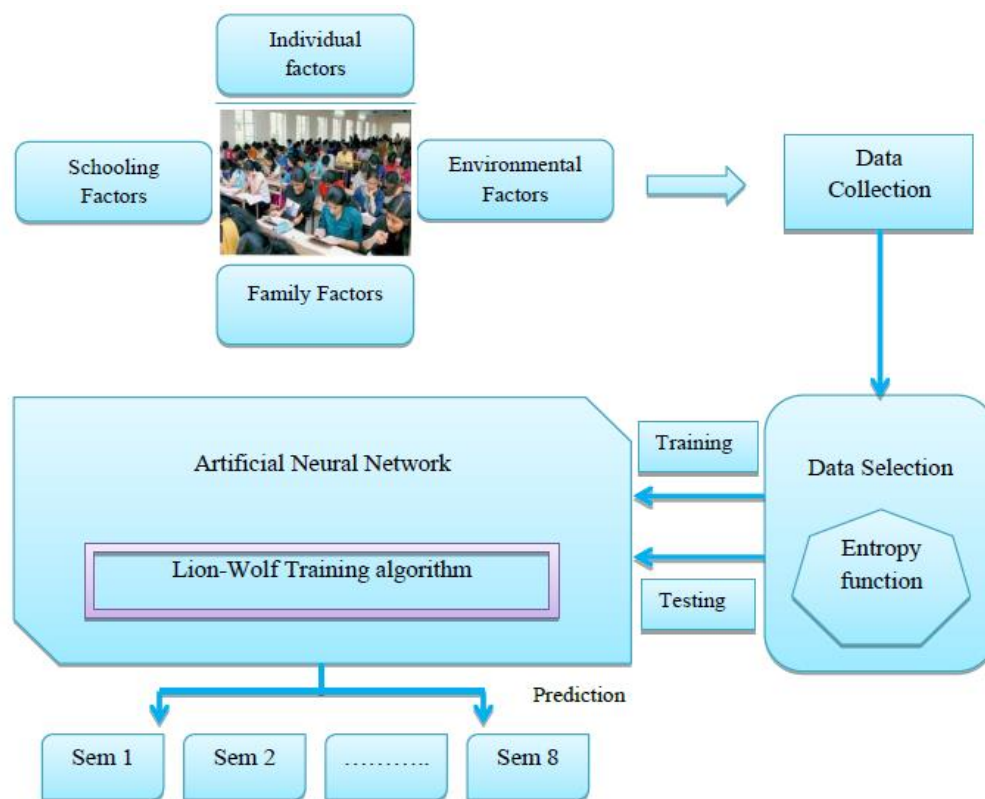 Individual
factors
Schooling
Factors
Environmental
Factors
Family Factors
Data
Collection
Artificial Neural Network
Lion-Wolf Training algorithm
Training
Testing
Data Selection
Entropy
function
Prediction
Sem 1
Sem 2
………..
Sem 8